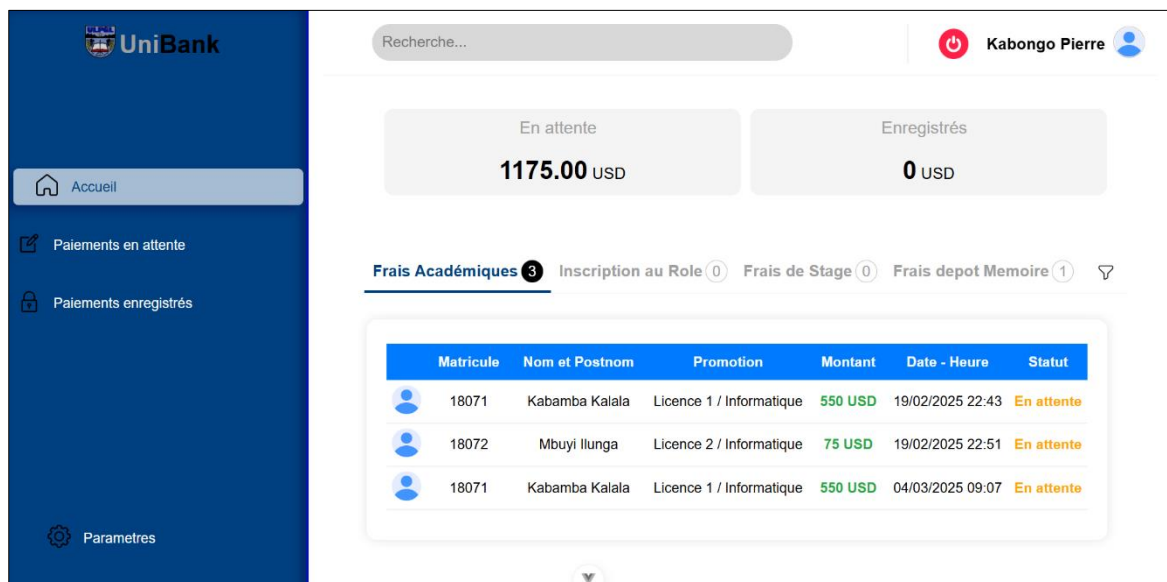 UniBank
Recherche...
Kabongo Pierre
En attente
1175.00 USD
Enregistrés
0 USD
Accueil
Paiements en attente
Paiements enregistrés
Parametres
Frais Académiques 3 Inscription au Role 0 Frais de Stage 0 Frais depot Memoire 1
Matricule Nom et Postnom Promotion Montant Date - Heure Statut
18071 Kabamba Kalala Licence 1 / Informatique 550 USD 19/02/2025 22:43 En attente
18072 Mbuyi Ilunga Licence 2 / Informatique 75 USD 19/02/2025 22:51 En attente
18071 Kabamba Kalala Licence 1 / Informatique 550 USD 04/03/2025 09:07 En attente